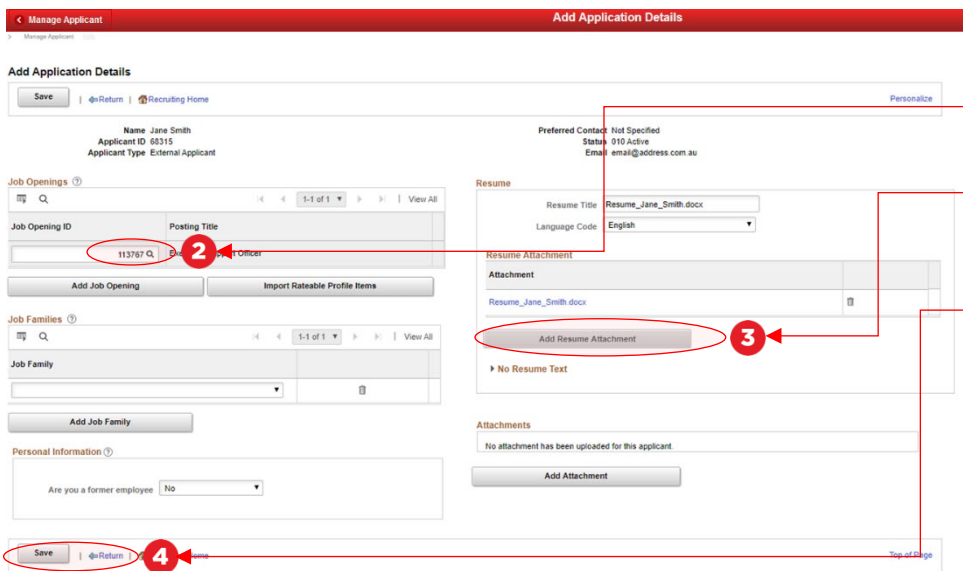 Manage Applicant
Add Application Details
> Manage Applicant
Add Application Details
Save | Return | Recruiting Home
Personalize
Name Jane Smith
Applicant ID 68315
Applicant Type External Applicant
Preferred Contact Not Specified
Status 010 Active
Email email@address.com.au
Job Openings
1-1 of 1 | View All
Job Opening ID Posting Title
113767 2 Officer
Add Job Opening Import Rateable Profile Items
Job Families
1-1 of 1 | View All
Job Family
Add Job Family
Personal Information
Are you a former employee No
Resume
Resume Title Resume_Jane_Smith.docx
Language Code English
Resume Attachment
Attachment
Resume_Jane_Smith.docx
Add Resume Attachment 3
No Resume Text
Attachments
No attachment has been uploaded for this applicant.
Add Attachment
Save | Return | 4
Top of Page